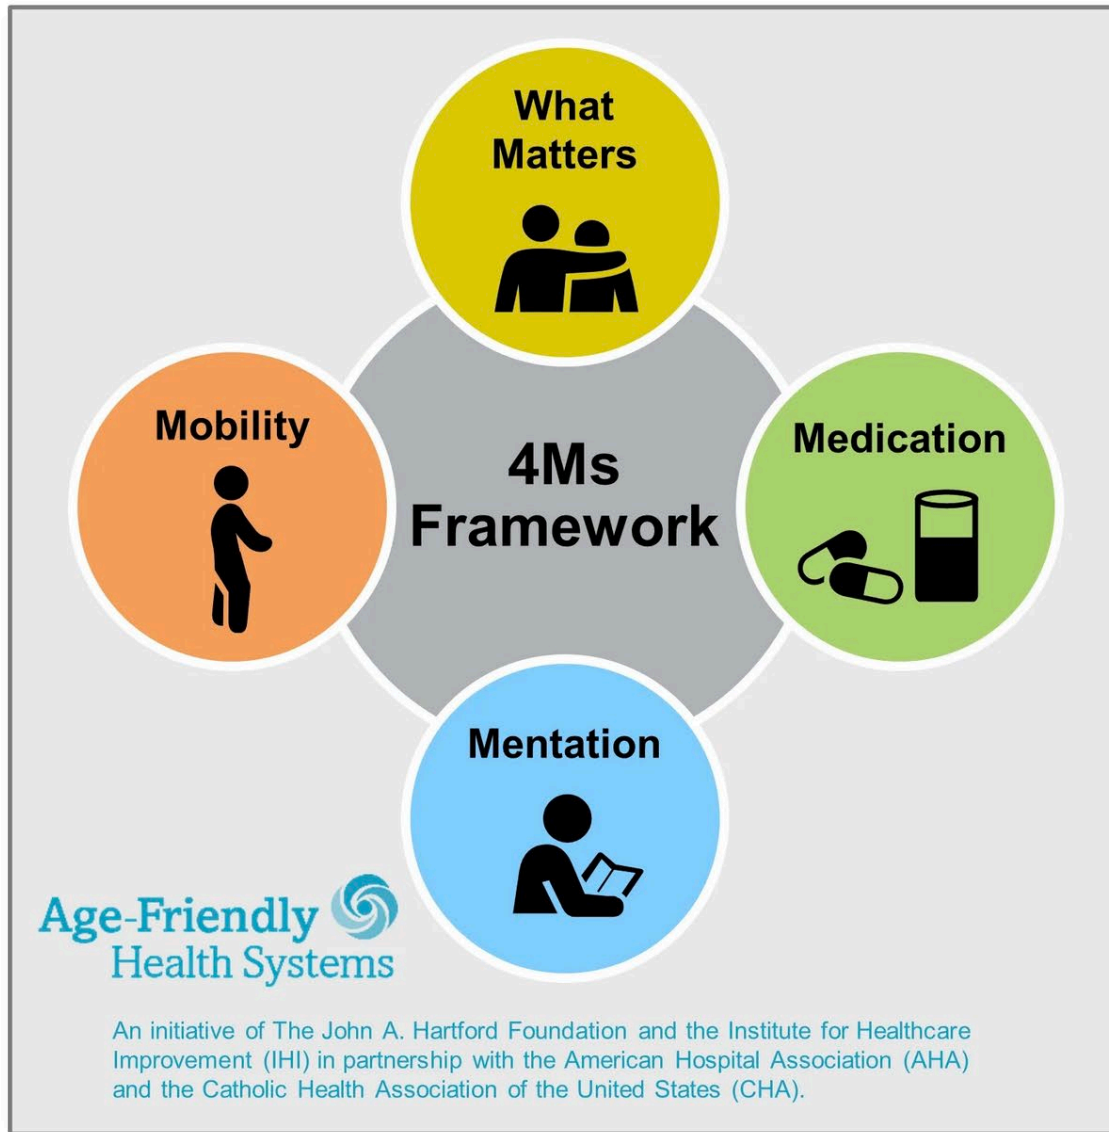 What
Matters
Mobility
4Ms
Framework
Medication
Mentation
Age-Friendly
Health Systems
An initiative of The John A. Hartford Foundation and the Institute for Healthcare
Improvement (IHI) in partnership with the American Hospital Association (AHA)
and the Catholic Health Association of the United States (CHA).